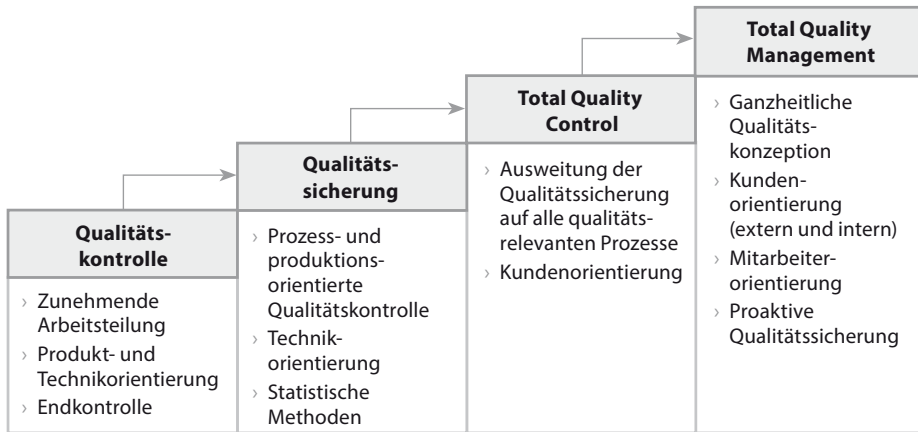 Qualitäts-
kontrolle
› Zunehmende
Arbeitsteilung
› Produkt- und
Technikorientierung
› Endkontrolle
Qualitäts-
sicherung
› Prozess- und
produktions-
orientierte
Qualitätskontrolle
› Technik-
orientierung
› Statistische
Methoden
Total Quality
Control
› Ausweitung der
Qualitätssicherung
auf alle qualitäts-
relevanten Prozesse
› Kundenorientierung
Total Quality
Management
› Ganzheitliche
Qualitäts-
konzeption
› Kunden-
orientierung
(extern und intern)
› Mitarbeiter-
orientierung
› Proaktive
Qualitätssicherung